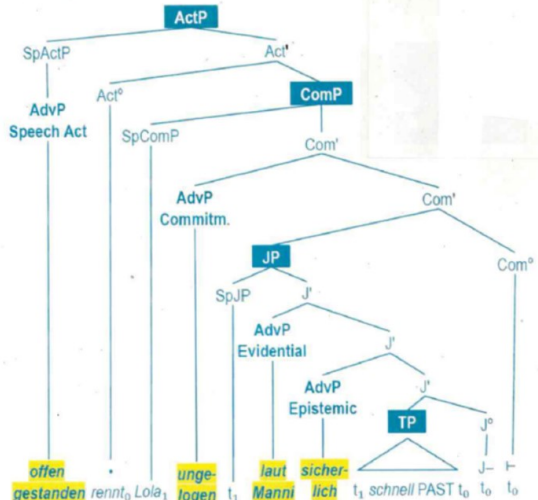 ActP
SpActP Act'
AdvP Act° ComP
Speech Act SpComP
Com'
AdvP Com'
Commitm.
JP Com°
SpJP J'
AdvP J'
Evidential
AdvP J'
Epistemic TP J°
offen • unge- laut sicher- J– ⊢
gestanden rennt₀ Lola₁ logen t₁ Manni lich t₁ schnell PAST t₀ t₀ t₀